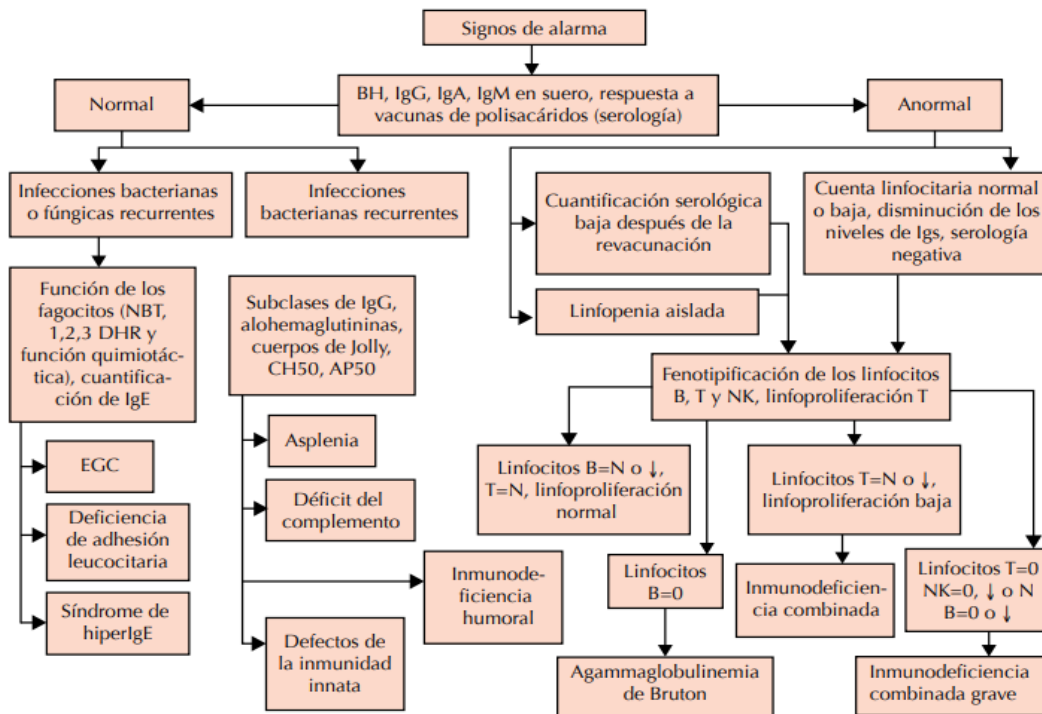 Signos de alarma
BH, IgG, IgA, IgM en suero, respuesta a
vacunas de polisacáridos (serología)
Normal
Anormal
Infecciones bacterianas
o fúngicas recurrentes
Infecciones
bacterianas recurrentes
Cuantificación serológica
baja después de la
revacunación
Cuenta linfocitaria normal
o baja, disminución de los
niveles de Igs, serología
negativa
Función de los
fagocitos (NBT,
1,2,3 DHR y
función quimiotác-
tica), cuantifica-
ción de IgE
Subclases de IgG,
alohemaglutininas,
cuerpos de Jolly,
CH50, AP50
Linfopenia aislada
Fenotipificación de los linfocitos
B, T y NK, linfoproliferación T
EGC
Deficiencia
de adhesión
leucocitaria
Síndrome de
hiperIgE
Asplenia
Déficit del
complemento
Inmunode-
ficiencia
humoral
Defectos de
la inmunidad
innata
Linfocitos B=N o ↓,
T=N, linfoproliferación
normal
Linfocitos T=N o ↓,
linfoproliferación baja
Linfocitos
B=0
Inmunodeficien-
cia combinada
Linfocitos T=0
NK=0, ↓ o N
B=0 o ↓
Agammaglobulinemia
de Bruton
Inmunodeficiencia
combinada grave